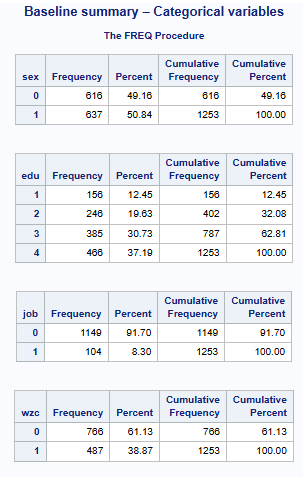 Baseline summary – Categorical variables
The FREQ Procedure
sex Frequency Percent Cumulative Frequency Cumulative Percent
0 616 49.16 616 49.16
1 637 50.84 1253 100.00
edu Frequency Percent Cumulative Frequency Cumulative Percent
1 156 12.45 156 12.45
2 246 19.63 402 32.08
3 385 30.73 787 62.81
4 466 37.19 1253 100.00
job Frequency Percent Cumulative Frequency Cumulative Percent
0 1149 91.70 1149 91.70
1 104 8.30 1253 100.00
wzc Frequency Percent Cumulative Frequency Cumulative Percent
0 766 61.13 766 61.13
1 487 38.87 1253 100.00